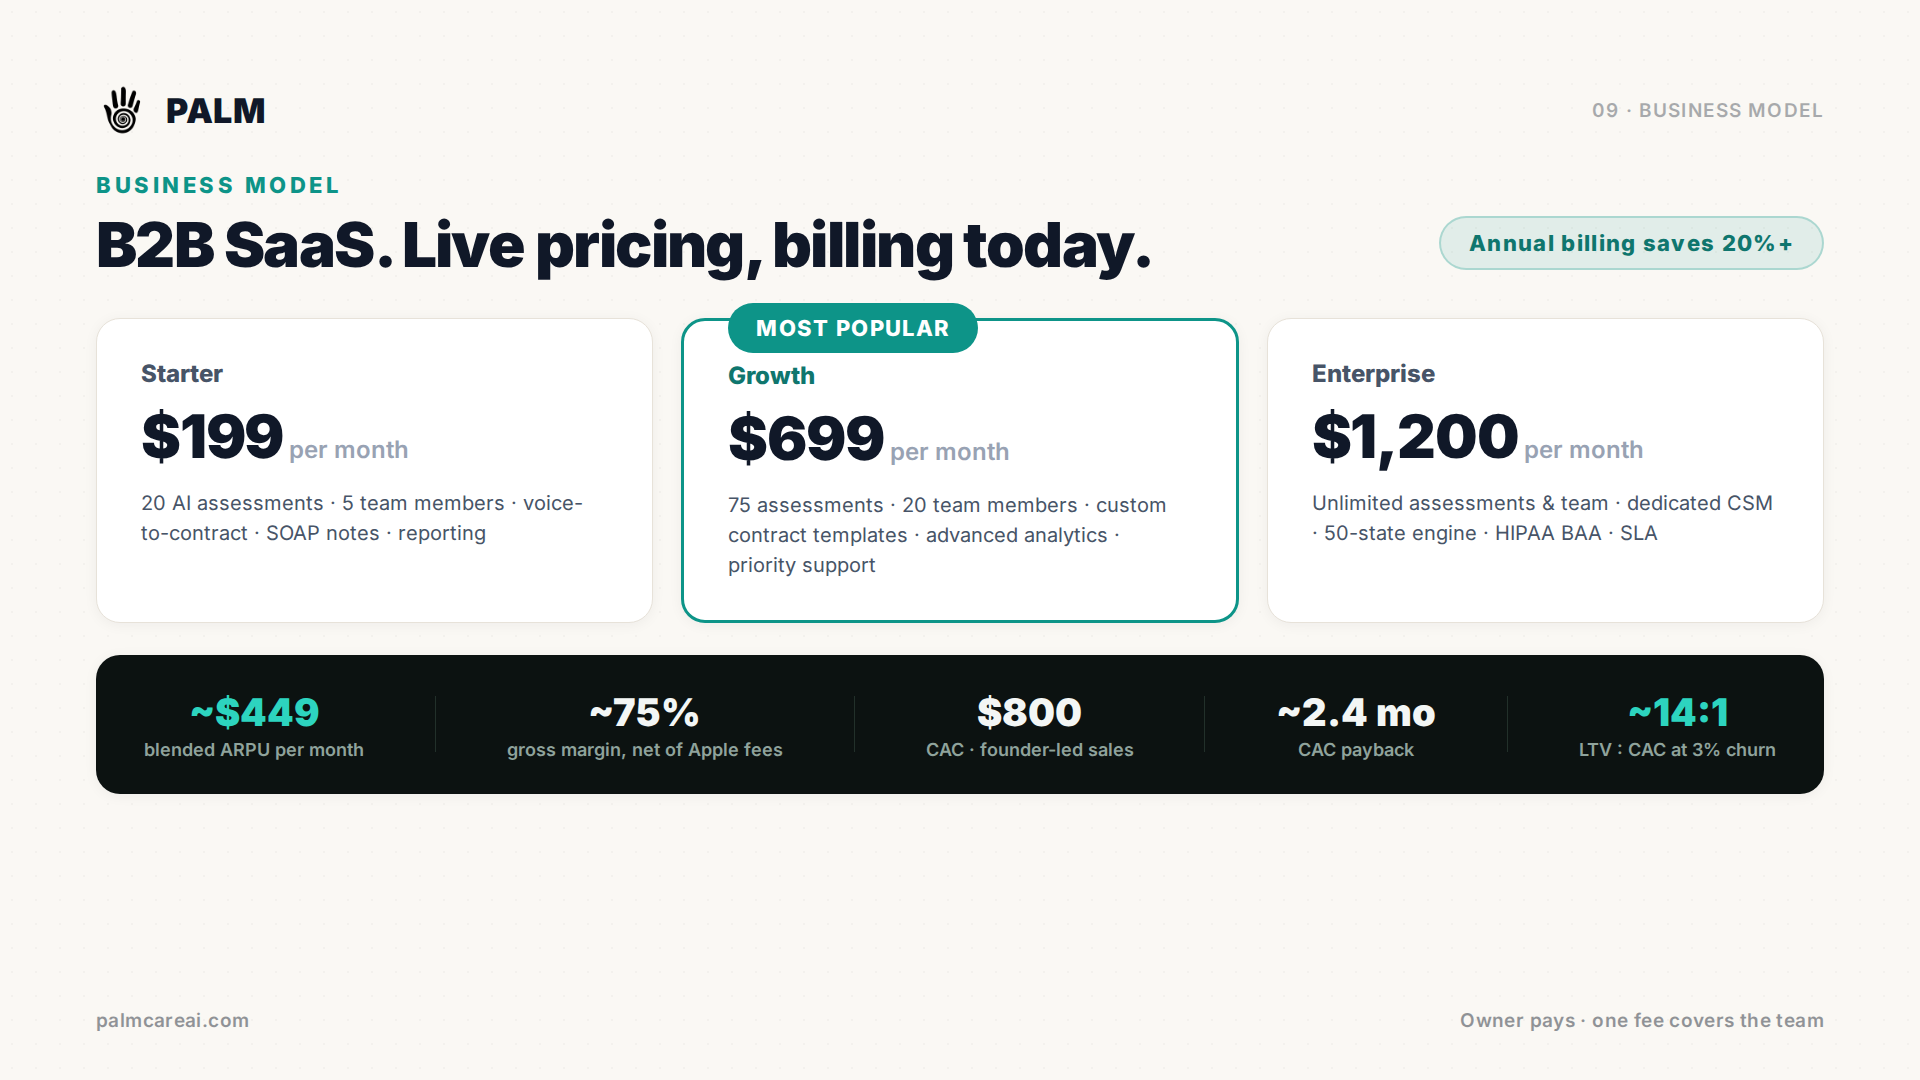 PALM
09 · BUSINESS MODEL
BUSINESS MODEL
B2B SaaS. Live pricing, billing today.
Annual billing saves 20%+
Starter
$199 per month
20 AI assessments · 5 team members · voice-
to-contract · SOAP notes · reporting
MOST POPULAR
Growth
$699 per month
75 assessments · 20 team members · custom
contract templates · advanced analytics ·
priority support
Enterprise
$1,200 per month
Unlimited assessments & team · dedicated CSM
· 50-state engine · HIPAA BAA · SLA
~$449
blended ARPU per month
~75%
gross margin, net of Apple fees
$800
CAC · founder-led sales
~2.4 mo
CAC payback
~14:1
LTV : CAC at 3% churn
palmcareai.com
Owner pays · one fee covers the team